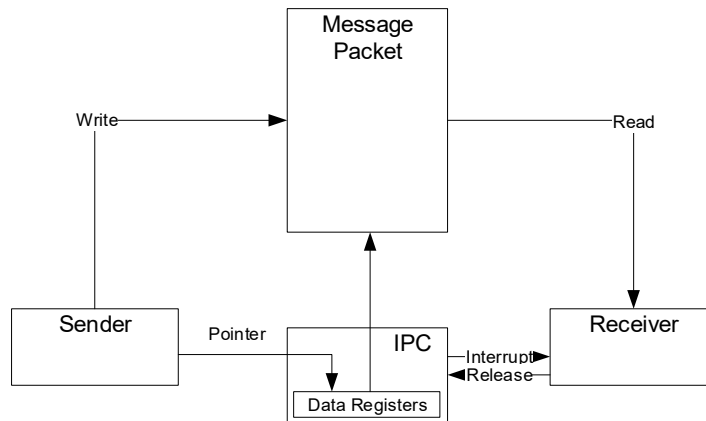 Message
Packet
Write
Read
Sender
Receiver
Pointer
IPC
Interrupt
Release
Data Registers